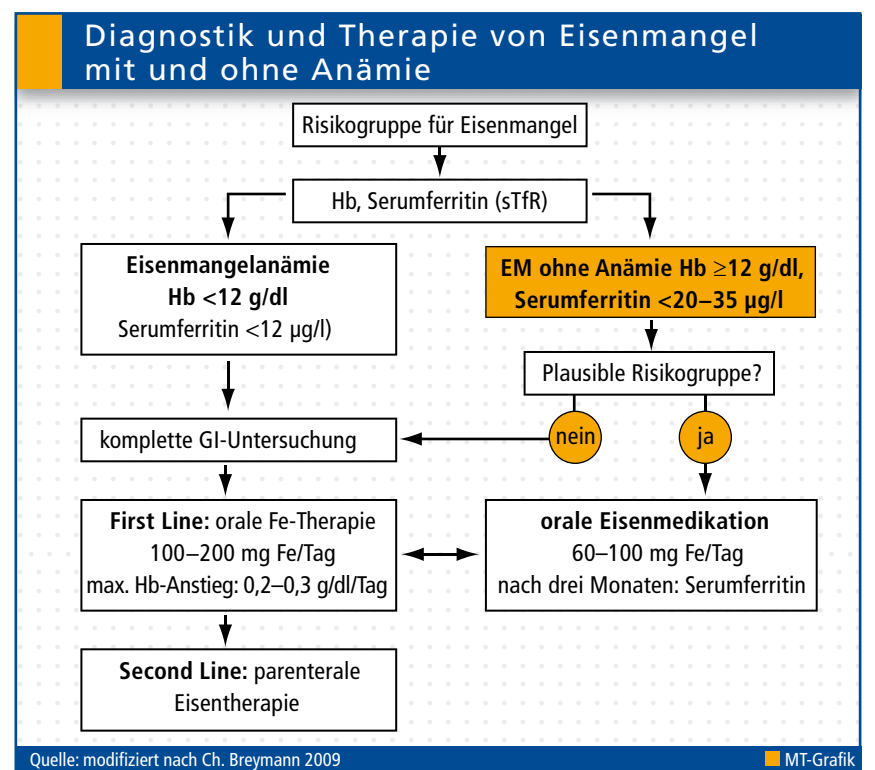 Diagnostik und Therapie von Eisenmangel
mit und ohne Anämie
Risikogruppe für Eisenmangel
Hb, Serumferritin (sTfR)
Eisenmangelanämie
Hb <12 g/dl
Serumferritin <12 µg/l)
EM ohne Anämie Hb ≥12 g/dl,
Serumferritin <20–35 µg/l
Plausible Risikogruppe?
nein
ja
komplette GI-Untersuchung
First Line: orale Fe-Therapie
100–200 mg Fe/Tag
max. Hb-Anstieg: 0,2–0,3 g/dl/Tag
orale Eisenmedikation
60–100 mg Fe/Tag
nach drei Monaten: Serumferritin
Second Line: parenterale
Eisentherapie
Quelle: modifiziert nach Ch. Breymann 2009
MT-Grafik